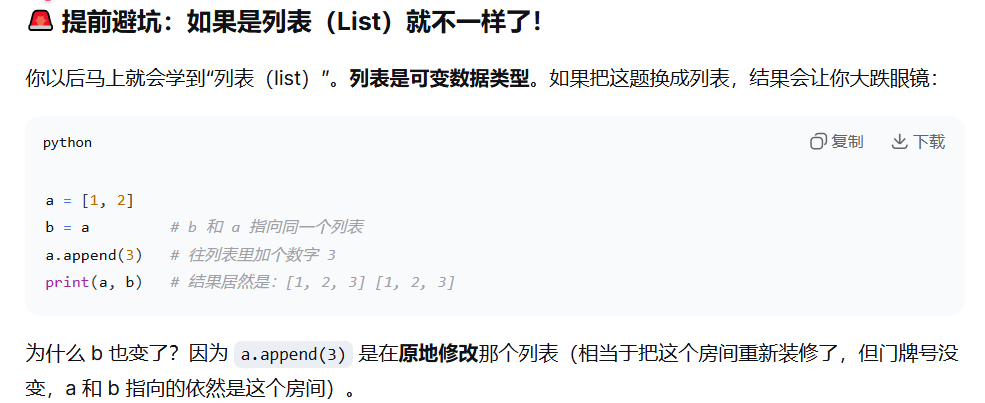 🚨 提前避坑：如果是列表（List）就不一样了！
你以后马上就会学到“列表（list）”。列表是可变数据类型。如果把这题换成列表，结果会让你大跌眼镜：
python 复制 下载
a = [1, 2]
b = a # b 和 a 指向同一个列表
a.append(3) # 往列表里加个数字 3
print(a, b) # 结果居然是：[1, 2, 3] [1, 2, 3]
为什么 b 也变了？因为 a.append(3) 是在原地修改那个列表（相当于把这个房间重新装修了，但门牌号没
变，a 和 b 指向的依然是这个房间）。